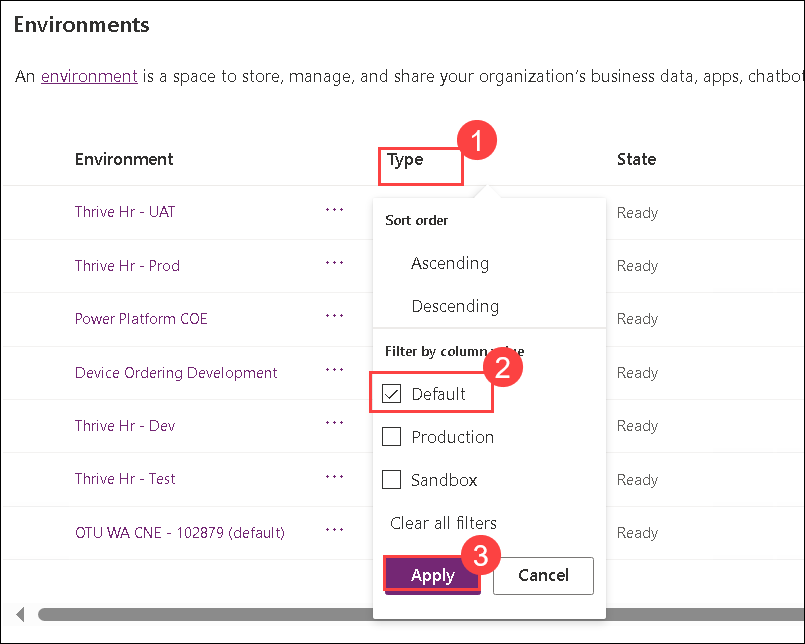 Environments
An environment is a space to store, manage, and share your organization's business data, apps, chatbot
1
Environment Type State
Thrive Hr - UAT ... Ready
Sort order
Thrive Hr - Prod ... Ascending Ready
Power Platform COE ... Descending Ready
Filter by column
2
Device Ordering Development ... Ready
Default
Thrive Hr - Dev ... Production Ready
Thrive Hr - Test ... Sandbox Ready
Clear all filters
OTU WA CNE - 102879 (default) ... Ready
3
Apply Cancel